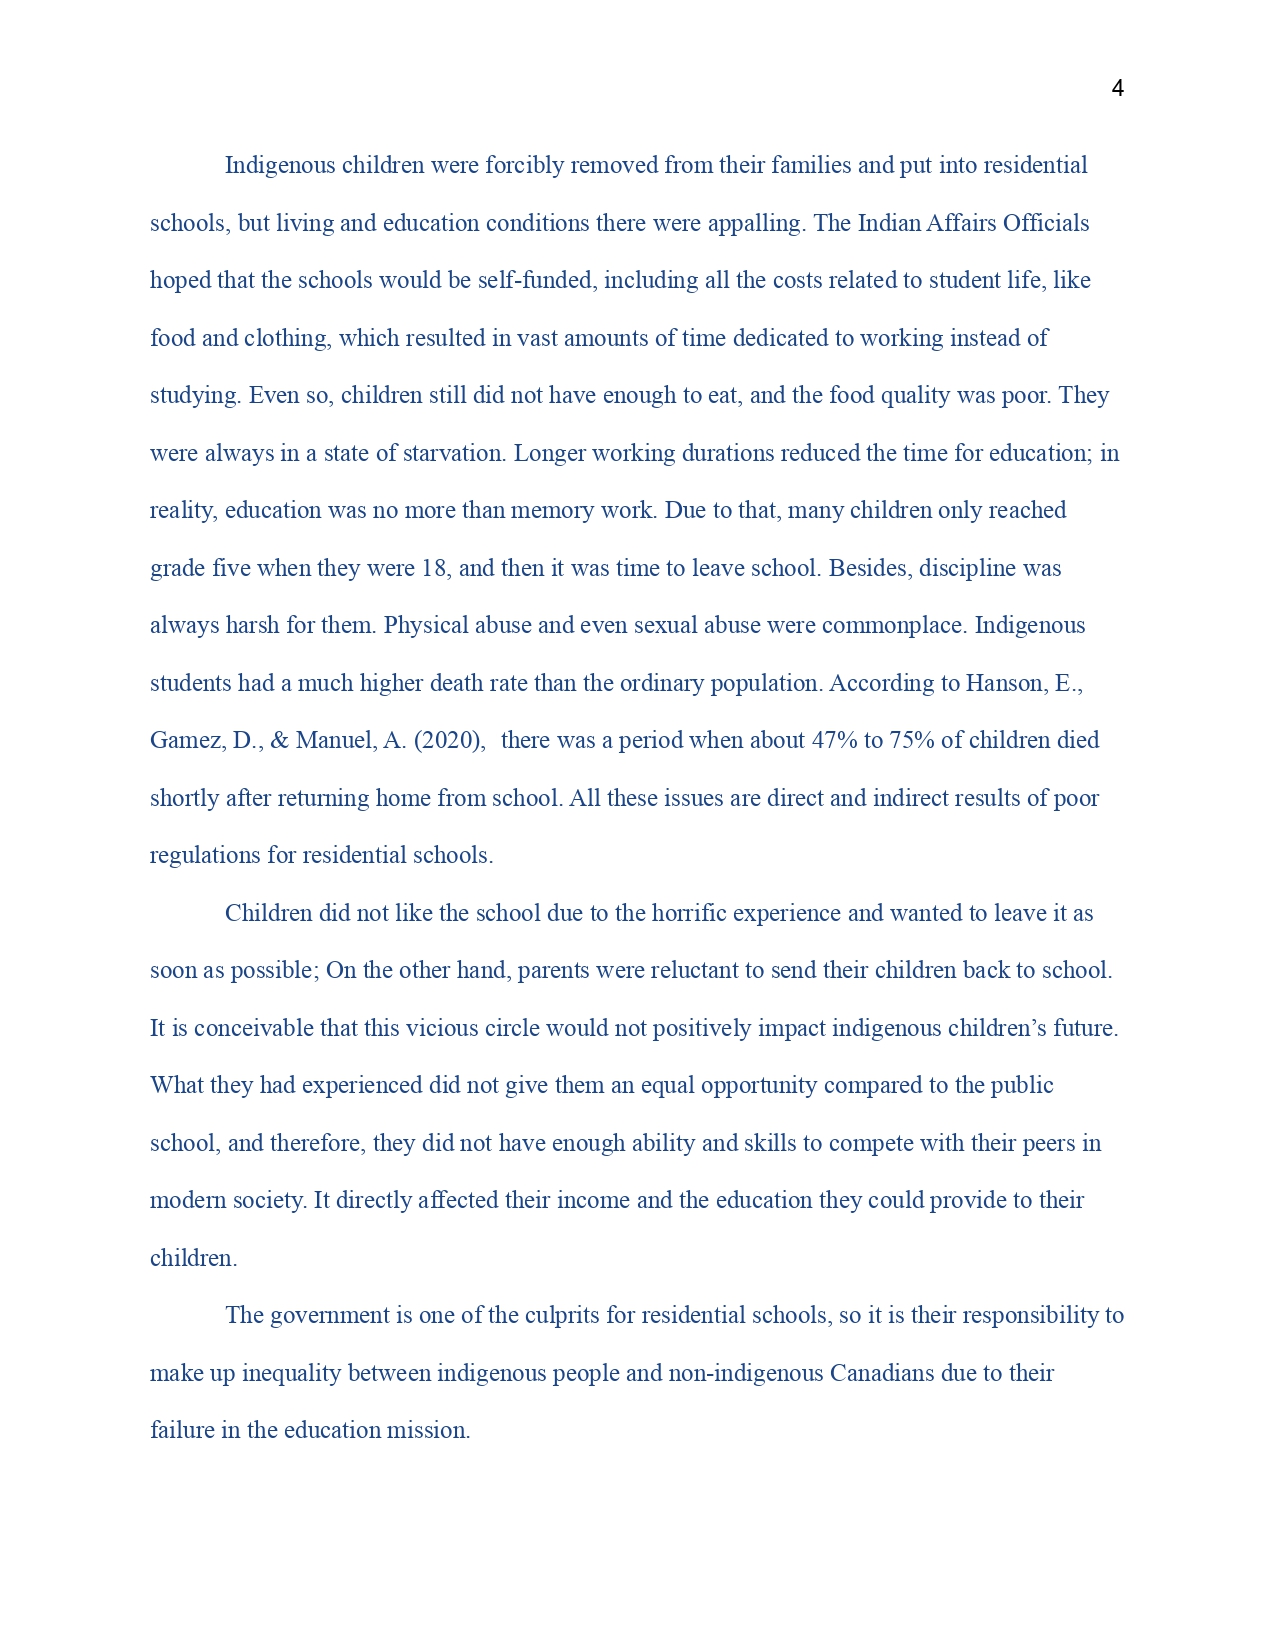 4
Indigenous children were forcibly removed from their families and put into residential
schools, but living and education conditions there were appalling. The Indian Affairs Officials
hoped that the schools would be self-funded, including all the costs related to student life, like
food and clothing, which resulted in vast amounts of time dedicated to working instead of
studying. Even so, children still did not have enough to eat, and the food quality was poor. They
were always in a state of starvation. Longer working durations reduced the time for education; in
reality, education was no more than memory work. Due to that, many children only reached
grade five when they were 18, and then it was time to leave school. Besides, discipline was
always harsh for them. Physical abuse and even sexual abuse were commonplace. Indigenous
students had a much higher death rate than the ordinary population. According to Hanson, E.,
Gamez, D., & Manuel, A. (2020),  there was a period when about 47% to 75% of children died
shortly after returning home from school. All these issues are direct and indirect results of poor
regulations for residential schools.
Children did not like the school due to the horrific experience and wanted to leave it as
soon as possible; On the other hand, parents were reluctant to send their children back to school.
It is conceivable that this vicious circle would not positively impact indigenous children’s future.
What they had experienced did not give them an equal opportunity compared to the public
school, and therefore, they did not have enough ability and skills to compete with their peers in
modern society. It directly affected their income and the education they could provide to their
children.
The government is one of the culprits for residential schools, so it is their responsibility to
make up inequality between indigenous people and non-indigenous Canadians due to their
failure in the education mission.